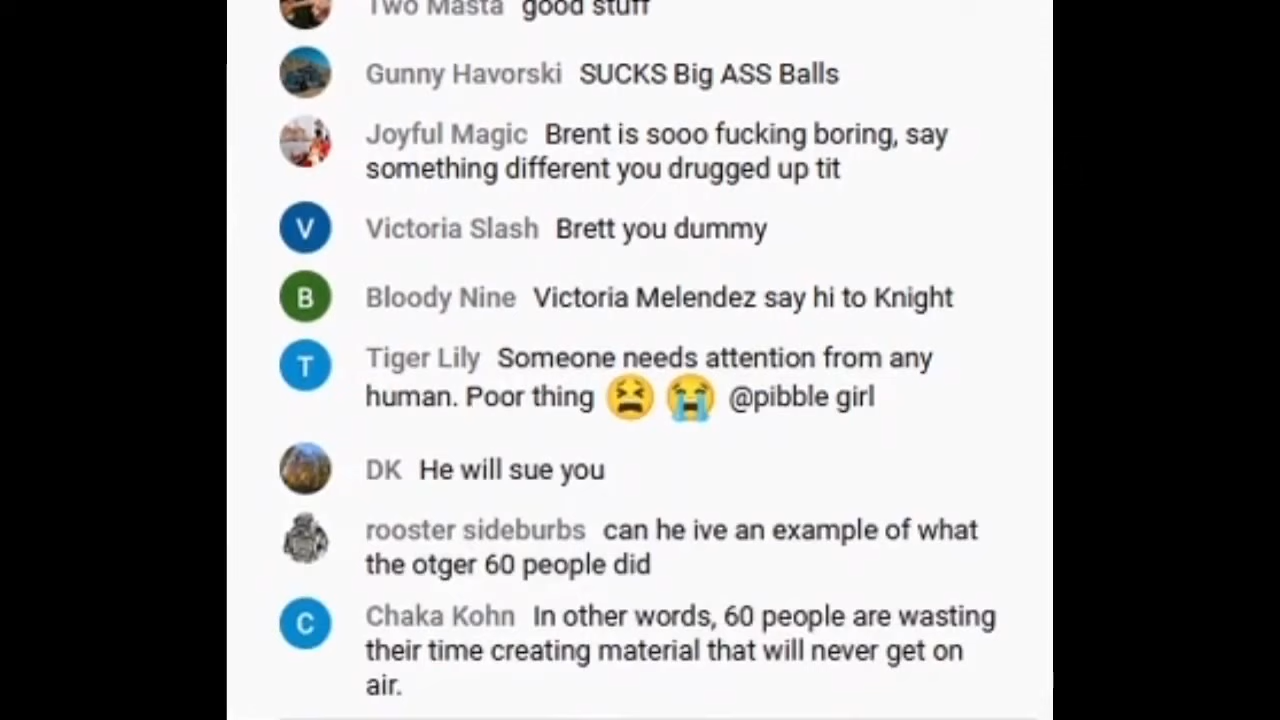 Two Masta good stuff
Gunny Havorski SUCKS Big ASS Balls
Joyful Magic Brent is sooo fucking boring, say
something different you drugged up tit
V Victoria Slash Brett you dummy
B Bloody Nine Victoria Melendez say hi to Knight
T Tiger Lily Someone needs attention from any
human. Poor thing 😫 😭 @pibble girl
DK He will sue you
rooster sideburbs can he ive an example of what
the otger 60 people did
C Chaka Kohn In other words, 60 people are wasting
their time creating material that will never get on
air.